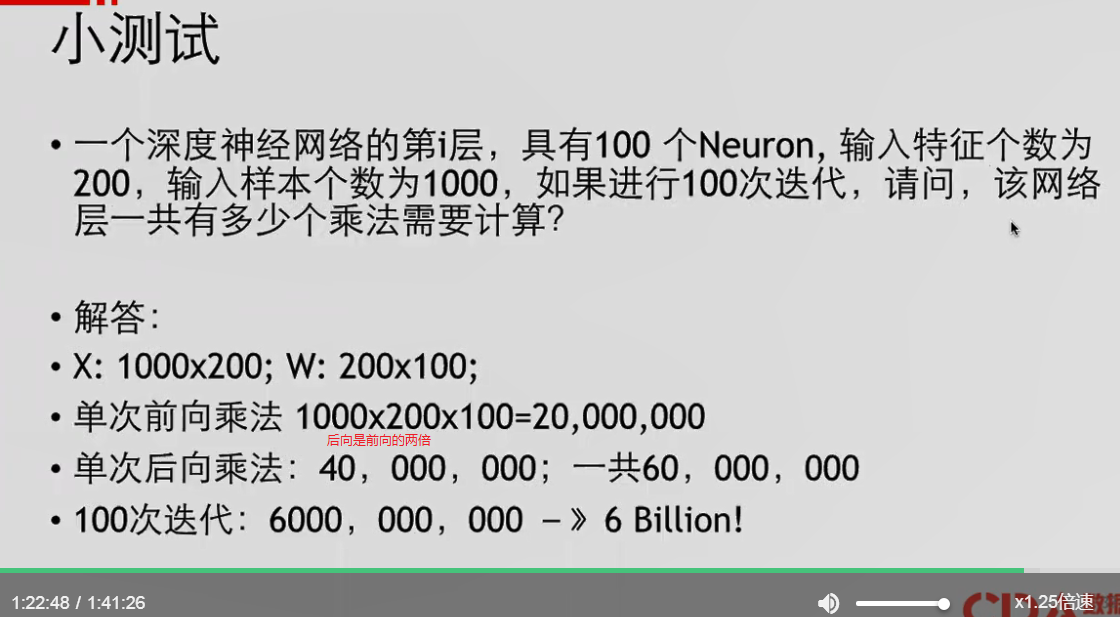 小测试
• 一个深度神经网络的第i层，具有100 个Neuron, 输入特征个数为
200，输入样本个数为1000，如果进行100次迭代，请问，该网络
层一共有多少个乘法需要计算？
• 解答：
• X: 1000x200; W: 200x100;
• 单次前向乘法 1000x200x100=20,000,000
后向是前向的两倍
• 单次后向乘法：40，000，000；一共60，000，000
• 100次迭代：6000，000，000 –》6 Billion!
1:22:48 / 1:41:26
x1.25倍速
CDA数据